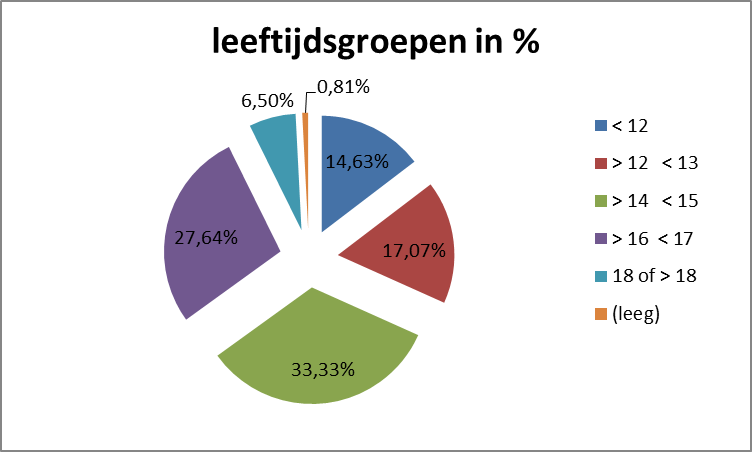 leeftijdsgroepen in %
0,81%
6,50%
14,63%
17,07%
27,64%
33,33%
< 12
> 12 < 13
> 14 < 15
> 16 < 17
18 of > 18
(leeg)